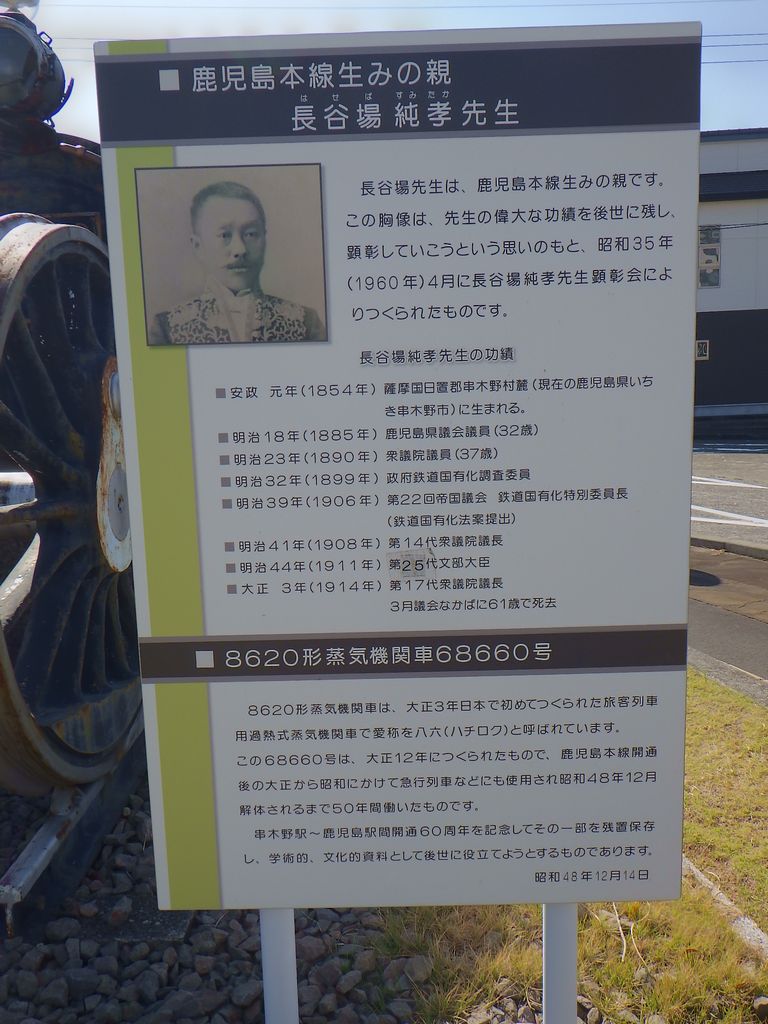 ■ 鹿児島本線生みの親
はせば すみたか
長谷場 純孝先生
長谷場先生は、鹿児島本線生みの親です。
この胸像は、先生の偉大な功績を後世に残し、
顕彰していこうという思いのもと、昭和35年
(1960年)4月に長谷場純孝先生顕彰会によ
りつくられたものです。
長谷場純孝先生の功績
■安政 元年(1854年) 薩摩国日置郡串木野村麓(現在の鹿児島県いち
き串木野市)に生まれる。
■明治18年(1885年) 鹿児島県議会議員(32歳)
■明治23年(1890年) 衆議院議員(37歳)
■明治32年(1899年) 政府鉄道国有化調査委員
■明治39年(1906年) 第22回帝国議会 鉄道国有化特別委員長
(鉄道国有化法案提出)
■明治41年(1908年) 第14代衆議院議長
■明治44年(1911年) 第25代文部大臣
■大正 3年(1914年) 第17代衆議院議長
3月議会なかばに61歳で死去
■ 8620形蒸気機関車68660号
8620形蒸気機関車は、大正3年日本で初めてつくられた旅客列車
用過熱式蒸気機関車で愛称を八六(ハチロク)と呼ばれています。
この68660号は、大正12年につくられたもので、鹿児島本線開通
後の大正から昭和にかけて急行列車などにも使用され昭和48年12月
解体されるまで50年間働いたものです。
串木野駅～鹿児島駅間開通60周年を記念してその一部を残置保存
し、学術的、文化的資料として後世に役立てようとするものであります。
昭和48年12月14日